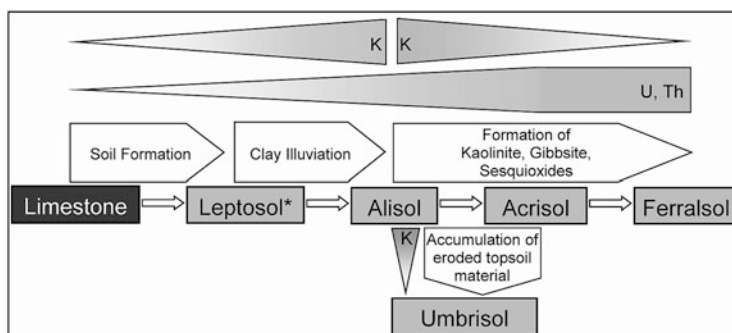 K K
U, Th
Soil Formation
Clay Illuviation
Formation of
Kaolinite, Gibbsite,
Sesquioxides
Limestone
Leptosol*
Alisol
Acrisol
Ferralsol
K
Accumulation of
eroded topsoil
material
Umbrisol